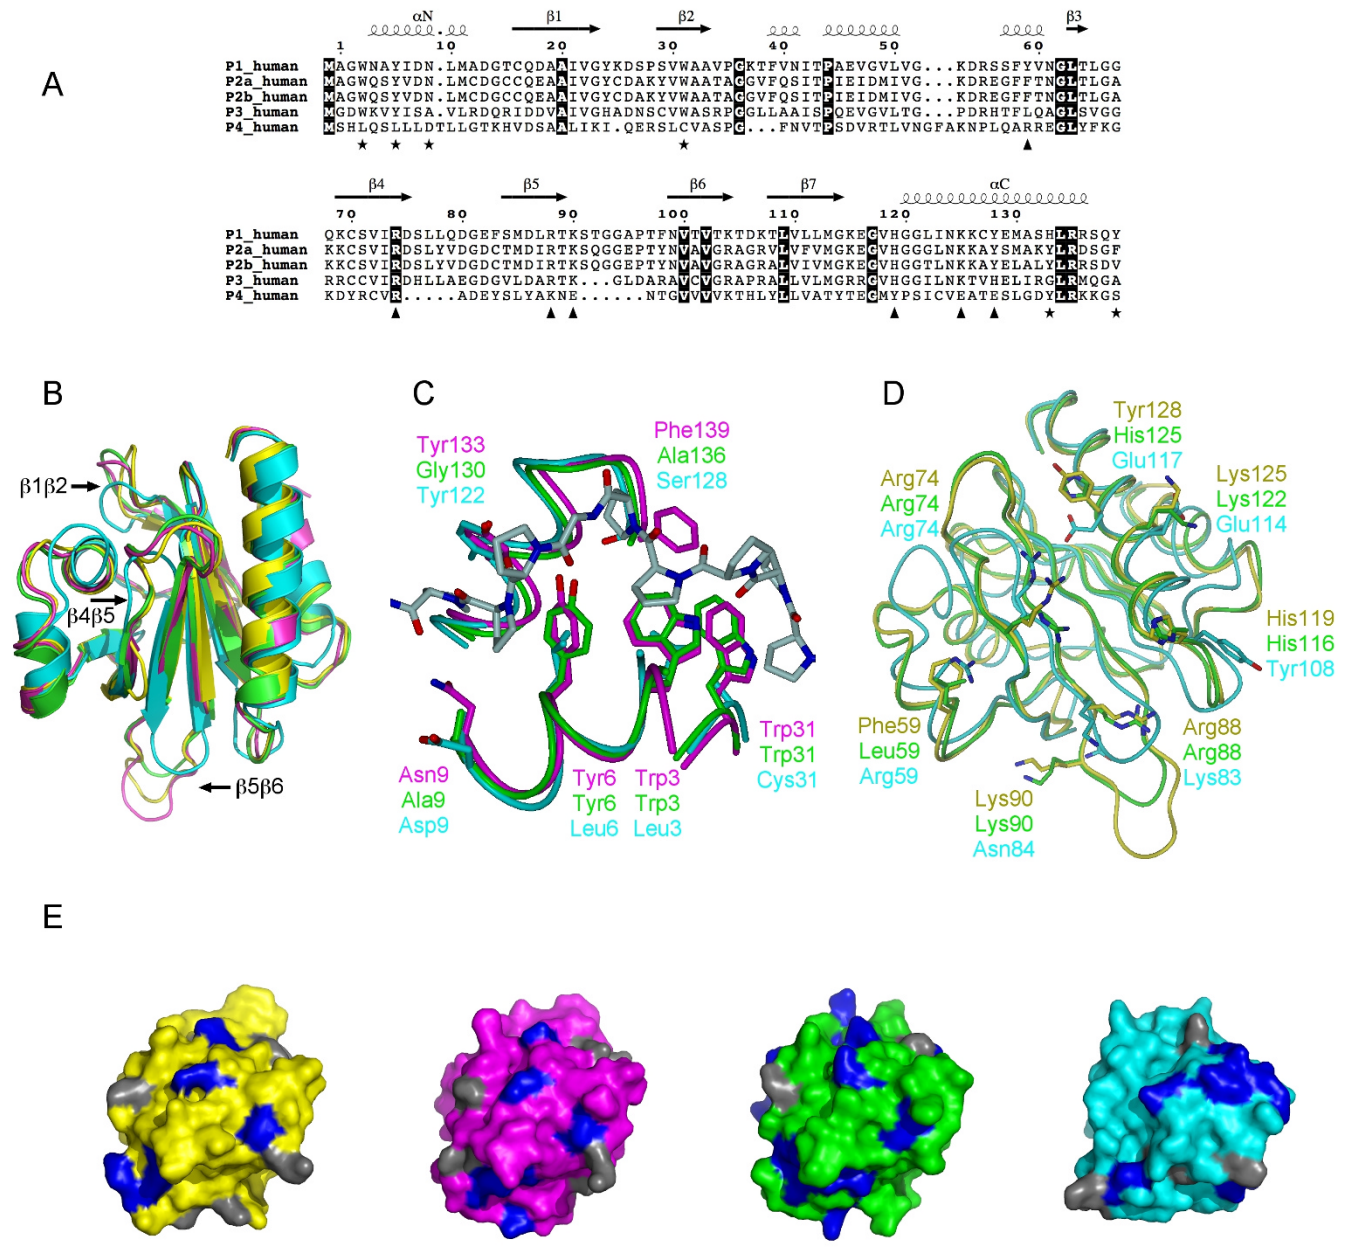 A
αN β1 β2 β3
1 10 20 30 40 50 60
P1_human MAGWNAYIDN.LMADGTCQDAAIVGYKDSPSVWAAVPGKTFVNITPAEVGVLVG...KDRSSFYVNGLTLGG
P2a_human MAGWQSYVDN.LMCDGCCQEAAIVGYCDAKYVWAATAGGVFQSITPIEIDMIVG...KDREGFFTNGLTLGA
P2b_human MAGWQSYVDN.LMCDGCCQEAAIVGYCDAKYVWAATAGGVFQSITPIEIDMIVG...KDREGFFTNGLTLGA
P3_human MGDWKVYISA.VLRDQRIDDVAIVGHADNSCVWASRPGGLLAAISPQEVGVLTG...PDRHTFLQAGLSVGG
P4_human MSHLQSLLLDTLLGTKHVDSAALIKI.QERSLCVASPG...FNVTPSDVRTLVNGFAKNPLQARREGLYFKG
β4 β5 β6 β7 αC
70 80 90 100 110 120 130
P1_human QKCSVIRDSLLQDGEFSMDLRTKSTGGAPTFNVTVTKTDKTLVLLMGKEGVHGGLINKKCYEMASHLRRSQY
P2a_human KKCSVIRDSLYVDGDCTMDIRTKSQGGEPTYNVAVGRAGRVLVFVMGKEGVHGGGLNKKAYSMAKYLRDSGF
P2b_human KKCSVIRDSLYVDGDCTMDIRTKSQGGEPTYNVAVGRAGRALVIVMGKEGVHGGTLNKKAYELALYLRRSDV
P3_human RRCCVIRDHLLAEGDGVLDARTK...GLDARAVCVGRAPRTLLVLMGRRGVHGGILNKTVHELIRGLRMQGA
P4_human KDYRCVR.....ADEYSLYAKNE......NTGVVVVKTHLYLLVATYTEGMYPSICVEATESLGDYLRKKGS
B
β1β2
β4β5
β5β6
C
Tyr133
Gly130
Tyr122
Phe139
Ala136
Ser128
Asn9
Ala9
Asp9
Tyr6
Tyr6
Leu6
Trp3
Trp3
Leu3
Trp31
Trp31
Cys31
D
Tyr128
His125
Glu117
Arg74
Arg74
Arg74
Lys125
Lys122
Glu114
His119
His116
Tyr108
Phe59
Leu59
Arg59
Arg88
Arg88
Lys83
Lys90
Lys90
Asn84
E